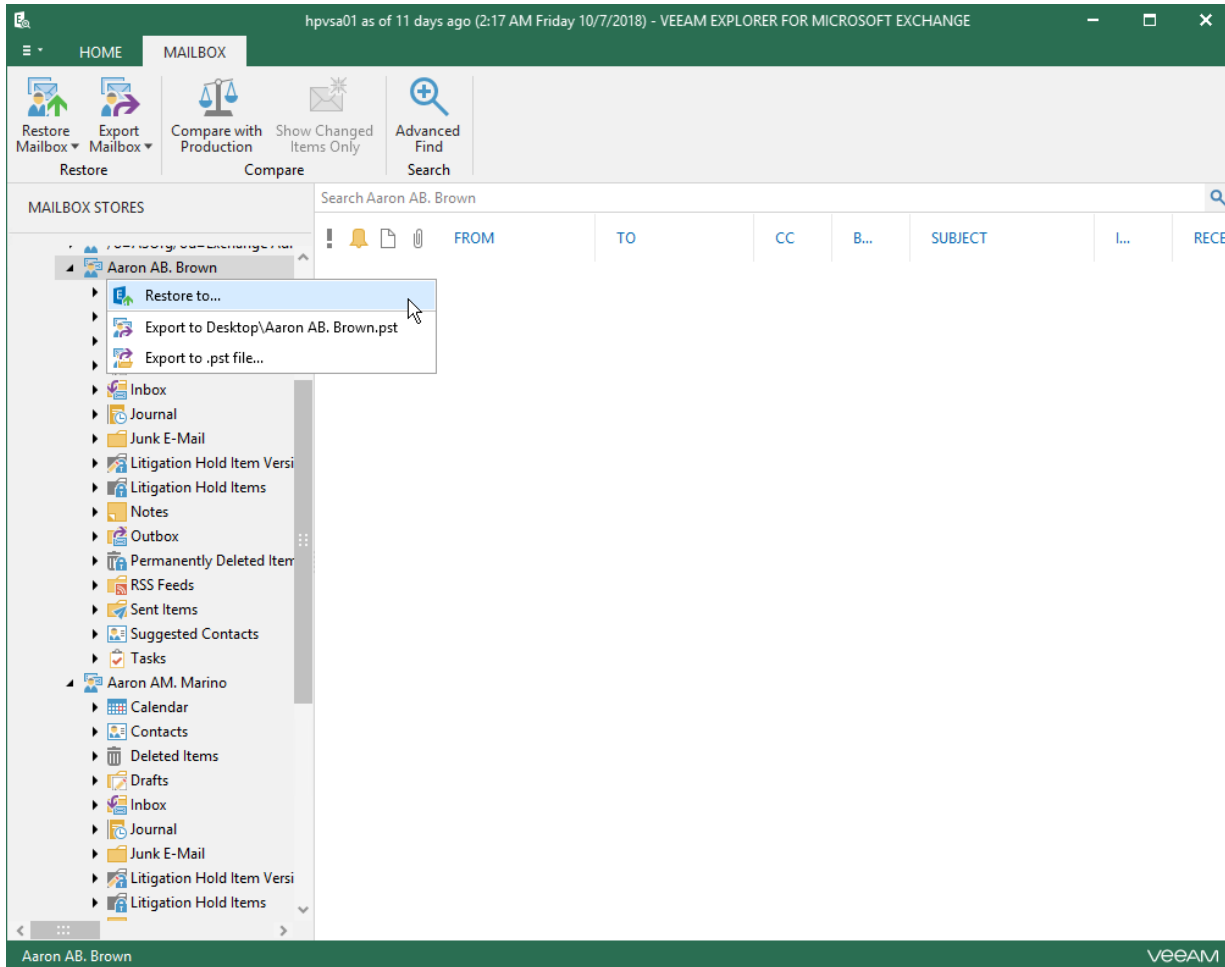 hpvsa01 as of 11 days ago (2:17 AM Friday 10/7/2018) - VEEAM EXPLORER FOR MICROSOFT EXCHANGE
HOME MAILBOX
Restore Mailbox
Export Mailbox
Compare with Production
Show Changed Items Only
Advanced Find
Restore
Compare
Search
MAILBOX STORES
Search Aaron AB. Brown
FROM TO CC B... SUBJECT I... RECE
Aaron AB. Brown
Restore to...
Export to Desktop\Aaron AB. Brown.pst
Export to .pst file...
Inbox
Journal
Junk E-Mail
Litigation Hold Item Versi
Litigation Hold Items
Notes
Outbox
Permanently Deleted Item
RSS Feeds
Sent Items
Suggested Contacts
Tasks
Aaron AM. Marino
Calendar
Contacts
Deleted Items
Drafts
Inbox
Journal
Junk E-Mail
Litigation Hold Item Versi
Litigation Hold Items
Aaron AB. Brown
veeAM